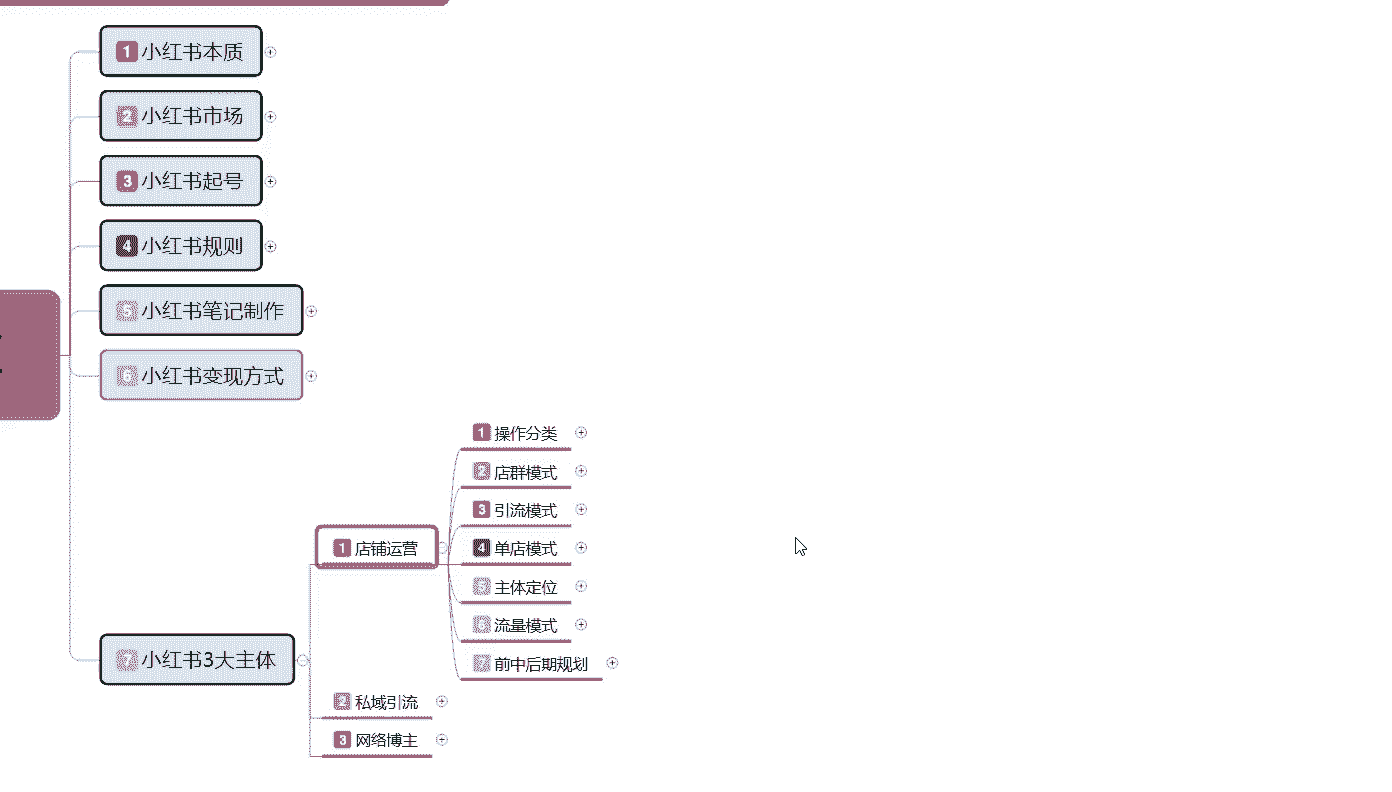 1 小红书本质
2 小红书市场
3 小红书起号
4 小红书规则
5 小红书笔记制作
6 小红书变现方式
7 小红书3大主体
1 店铺运营
1 操作分类
2 店群模式
3 引流模式
4 单店模式
5 主体定位
6 流量模式
7 前中后期规划
2 私域引流
3 网络博主